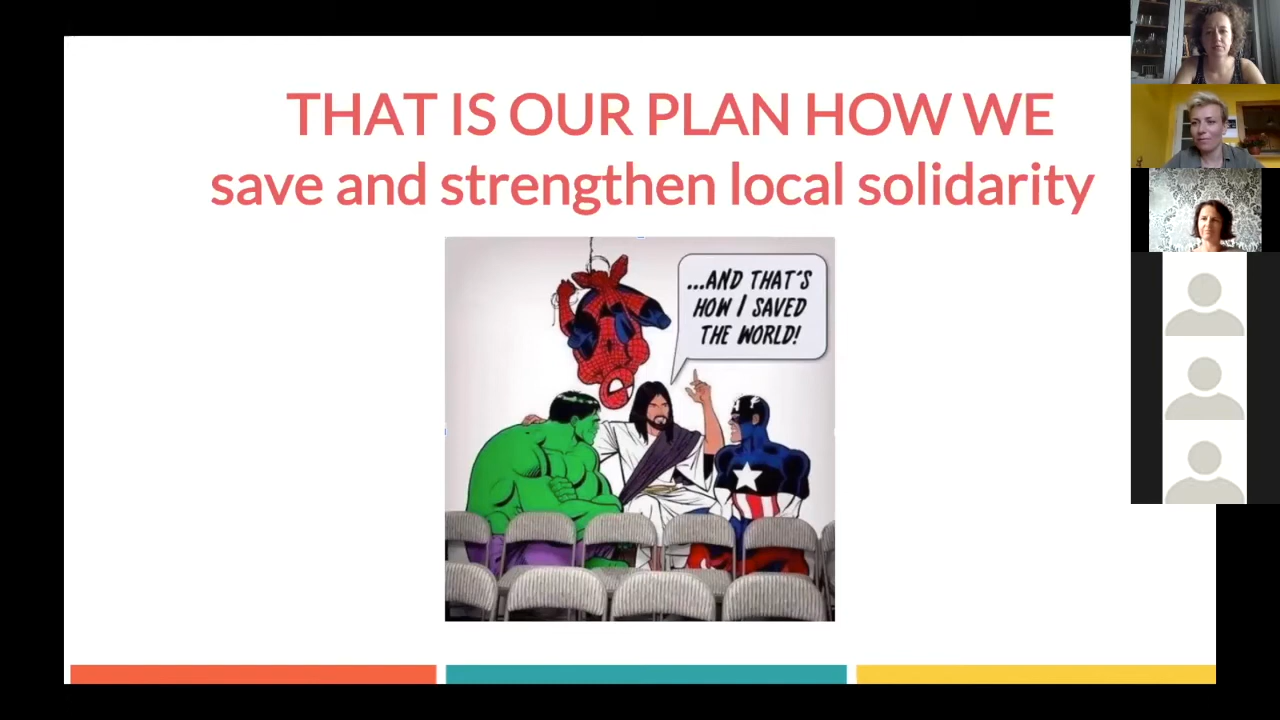 THAT IS OUR PLAN HOW WE
save and strengthen local solidarity
...AND THAT'S
HOW I SAVED
THE WORLD!